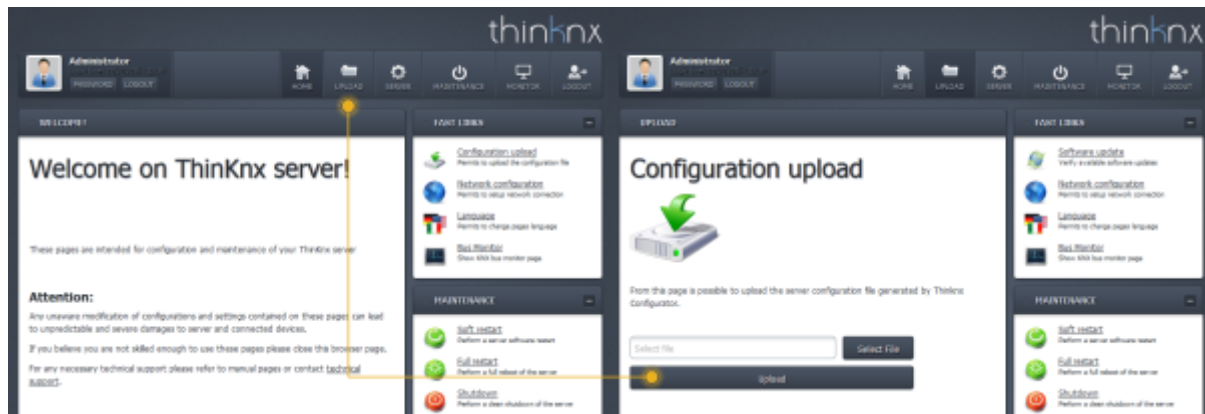 thinknx
Administrator
PASSWORD LOGOUT
HOME UPLOAD SERVER MAINTENANCE MONITOR LOGOUT
WELCOME!
Welcome on ThinKnx server!
These pages are intended for configuration and maintenance of your ThinKnx server
Attention:
Any unaware modification of configurations and settings contained on these pages can lead
to unpredictable and severe damages to server and connected devices.
If you believe you are not skilled enough to use these pages please close this browser page.
For any necessary technical support please refer to manual pages or contact technical
support.
FAST LINKS
Configuration upload
Permits to upload the configuration file
Network configuration
Permits to setup network connection
Language
Permits to change pages language
Bus Monitor
Show KNX bus monitor page
MAINTENANCE
Soft restart
Perform a server software restart
Full restart
Perform a full reboot of the server
Shutdown
Perform a clean shutdown of the server
thinknx
Administrator
PASSWORD LOGOUT
HOME UPLOAD SERVER MAINTENANCE MONITOR LOGOUT
UPLOAD
Configuration upload
From this page is possible to upload the server configuration file generated by Thinknx
Configurator.
Select file
Select File
Upload
FAST LINKS
Software update
Verify available software updates
Network configuration
Permits to setup network connection
Language
Permits to change pages language
Bus Monitor
Show KNX bus monitor page
MAINTENANCE
Soft restart
Perform a server software restart
Full restart
Perform a full reboot of the server
Shutdown
Perform a clean shutdown of the server